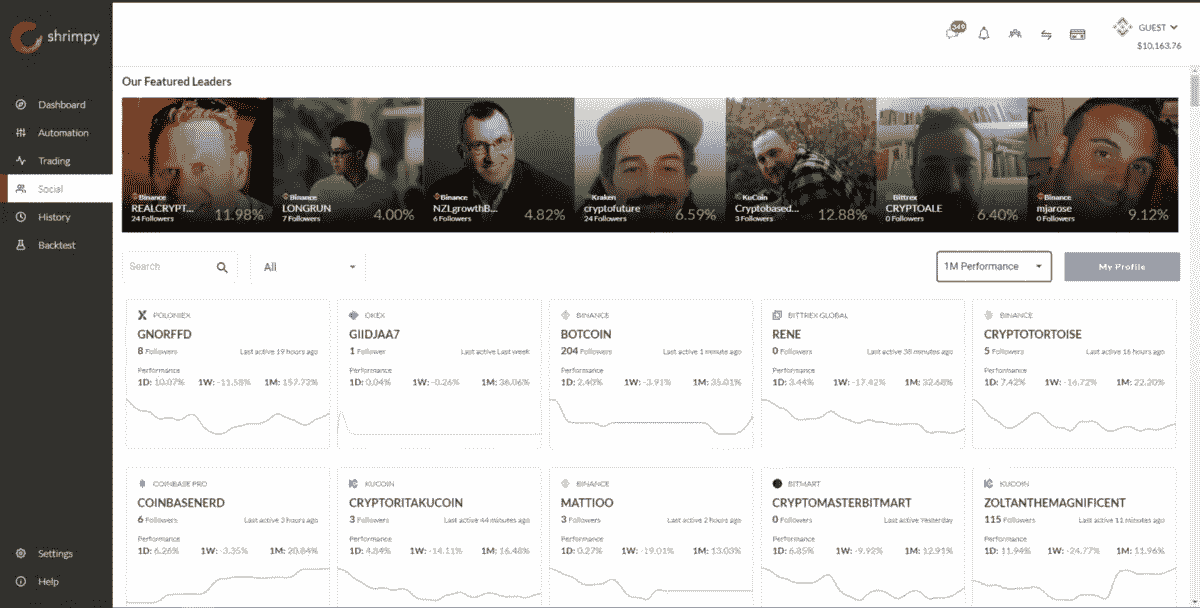 shrimpy
349
GUEST
$10,163.76
Dashboard
Automation
Trading
Social
History
Backtest
Settings
Help
Our Featured Leaders
Binance
REALCRYPT...
24 Followers
11.98%
Binance
LONGRUN
7 Followers
4.00%
Binance
NZLgrowthB...
6 Followers
4.82%
Kraken
cryptofuture
24 Followers
6.59%
KuCoin
Cryptobased...
3 Followers
12.88%
Bittrex
CRYPTOALE
0 Followers
6.40%
Binance
mjarose
0 Followers
9.12%
Search
All
1M Performance
My Profile
POLONIEX
GNORFFD
8 Followers Last active 19 hours ago
Performance
1D: 10.07% 1W: -11.58% 1M: 157.72%
OKEX
GIIDJAA7
1 Follower Last active Last week
Performance
1D: 0.04% 1W: -0.26% 1M: 36.06%
BINANCE
BOTCOIN
204 Followers Last active 1 minute ago
Performance
1D: 2.40% 1W: -3.91% 1M: 35.01%
BITTREX GLOBAL
RENE
0 Followers Last active 38 minutes ago
Performance
1D: 3.44% 1W: -17.42% 1M: 32.68%
BINANCE
CRYPTOTORTOISE
5 Followers Last active 16 hours ago
Performance
1D: 7.42% 1W: -16.72% 1M: 22.20%
COINBASE PRO
COINBASENERD
6 Followers Last active 3 hours ago
Performance
1D: 6.26% 1W: -3.35% 1M: 20.84%
KUCOIN
CRYPTORITAKUCOIN
3 Followers Last active 44 minutes ago
Performance
1D: 4.84% 1W: -14.11% 1M: 16.48%
BINANCE
MATTIOO
3 Followers Last active 2 hours ago
Performance
1D: 0.27% 1W: -19.01% 1M: 13.03%
BITMART
CRYPTOMASTERBITMART
0 Followers Last active Yesterday
Performance
1D: 6.85% 1W: -9.92% 1M: 12.91%
KUCOIN
ZOLTANTHEMAGNIFICENT
115 Followers Last active 11 minutes ago
Performance
1D: 11.94% 1W: -24.77% 1M: 11.96%